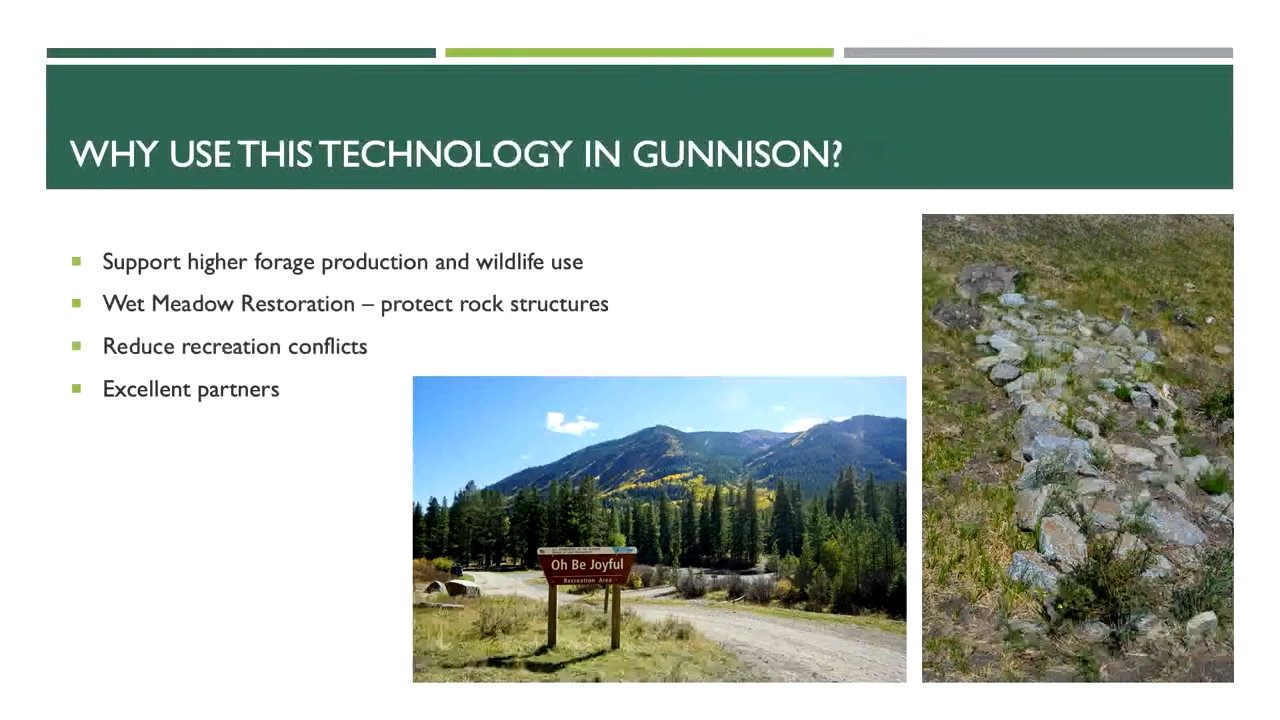 WHY USE THIS TECHNOLOGY IN GUNNISON?
Support higher forage production and wildlife use
Wet Meadow Restoration – protect rock structures
Reduce recreation conflicts
Excellent partners
Oh Be Joyful
Recreation Area